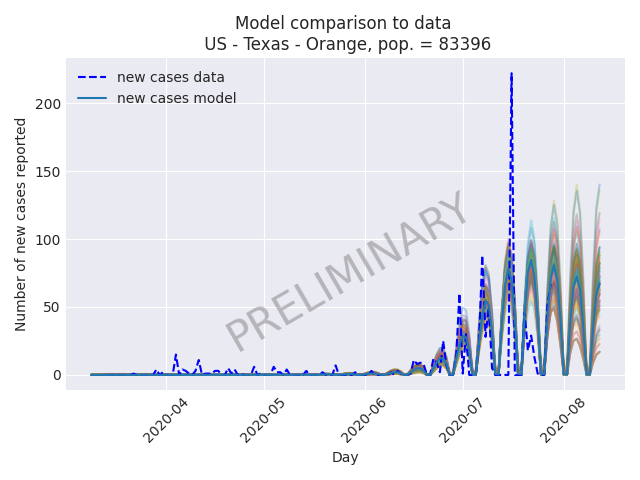 Model comparison to data
US - Texas - Orange, pop. = 83396
new cases data
new cases model
PRELIMINARY
Number of new cases reported
200
150
100
50
0
2020-04
2020-05
2020-06
2020-07
2020-08
Day